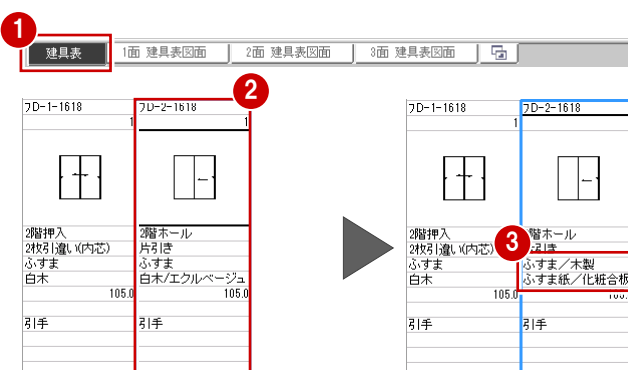 1
建具表
1面 建具表図面
2面 建具表図面
3面 建具表図面
2
フD-1-1618
フD-2-1618
1
1
2階押入
2階ホール
2枚引違い(内芯)
片引き
ふすま
ふすま
白木
白木/エクルベージュ
105.0
105.0
引手
引手
フD-1-1618
フD-2-1618
1
2階押入
階ホール
2枚引違い(内芯)
3
ふすま
ふすま/木製
白木
ふすま紙/化粧合板
105.0
引手
引手